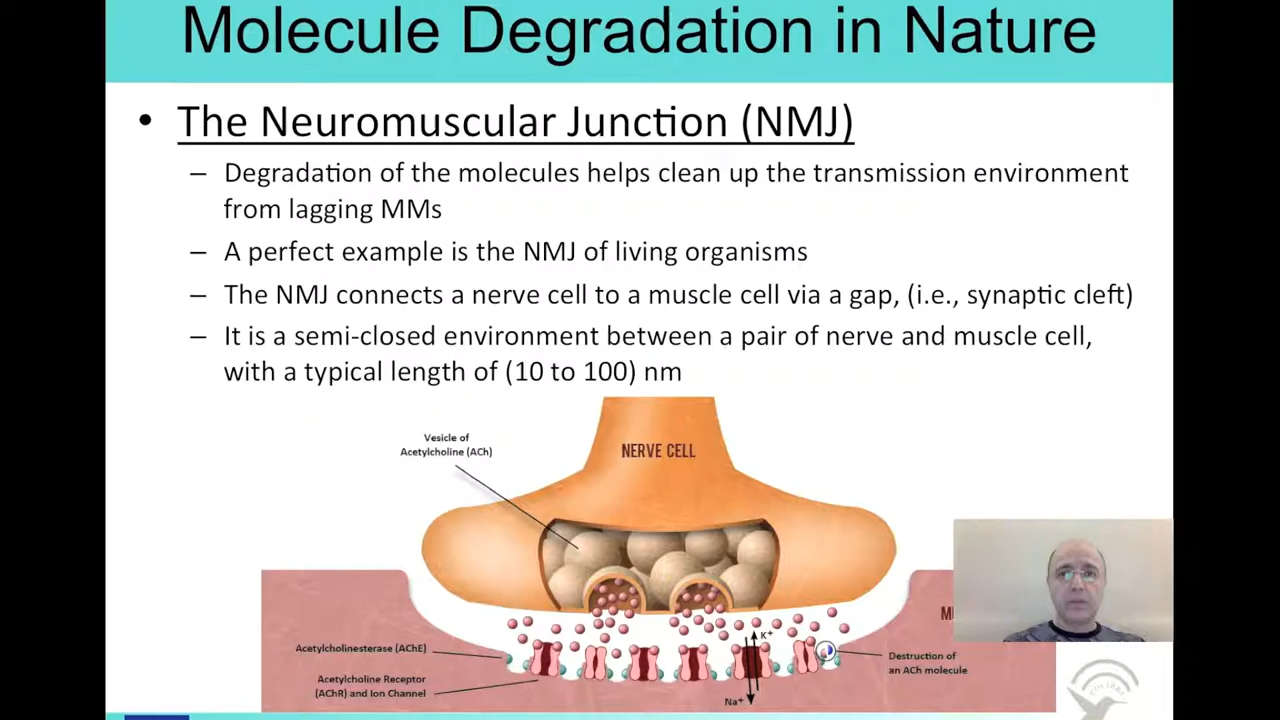 Molecule Degradation in Nature
• The Neuromuscular Junction (NMJ)
– Degradation of the molecules helps clean up the transmission environment
from lagging MMs
– A perfect example is the NMJ of living organisms
– The NMJ connects a nerve cell to a muscle cell via a gap, (i.e., synaptic cleft)
– It is a semi-closed environment between a pair of nerve and muscle cell,
with a typical length of (10 to 100) nm
Vesicle of
Acetylcholine (ACh)
NERVE CELL
K+
Acetylcholinesterase (AChE)
Destruction of
an ACh molecule
Acetylcholine Receptor
(AChR) and Ion Channel
Na+